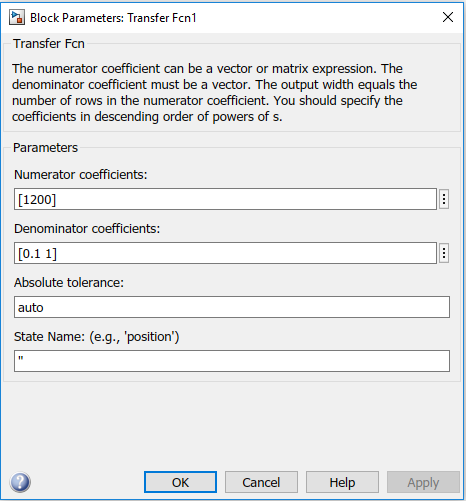 Block Parameters: Transfer Fcn1
Transfer Fcn
The numerator coefficient can be a vector or matrix expression. The
denominator coefficient must be a vector. The output width equals the
number of rows in the numerator coefficient. You should specify the
coefficients in descending order of powers of s.
Parameters
Numerator coefficients:
[1200]
Denominator coefficients:
[0.1 1]
Absolute tolerance:
auto
State Name: (e.g., 'position')
''
OK Cancel Help Apply